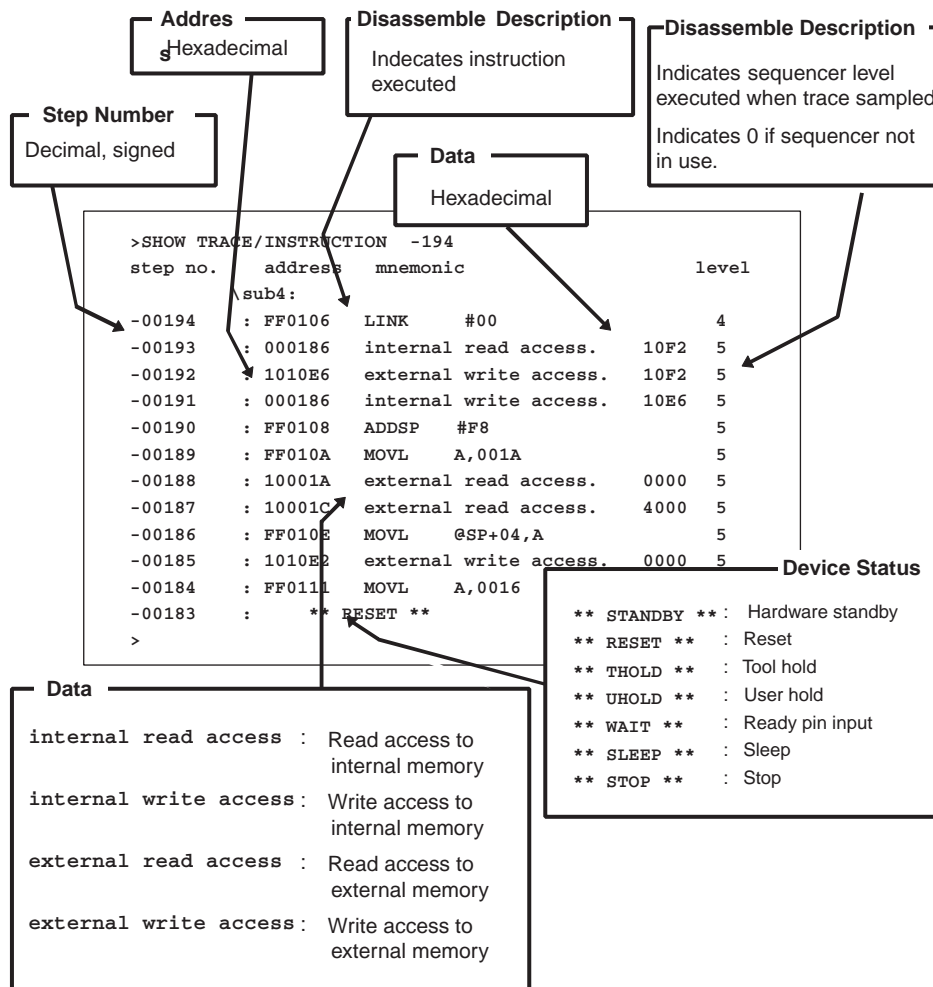 Addres
s
Hexadecimal
Disassemble Description
Indecates instruction
executed
Disassemble Description
Indicates sequencer level
executed when trace sampled
Indicates 0 if sequencer not
in use.
Step Number
Decimal, signed
Data
Hexadecimal
>SHOW TRACE/INSTRUCTION -194
step no. address mnemonic level
\sub4:
-00194 : FF0106 LINK #00 4
-00193 : 000186 internal read access. 10F2 5
-00192 : 1010E6 external write access. 10F2 5
-00191 : 000186 internal write access. 10E6 5
-00190 : FF0108 ADDSP #F8 5
-00189 : FF010A MOVL A,001A 5
-00188 : 10001A external read access. 0000 5
-00187 : 10001C external read access. 4000 5
-00186 : FF010E MOVL @SP+04,A 5
-00185 : 1010E2 external write access. 0000 5
-00184 : FF0111 MOVL A,0016
-00183 : ** RESET **
>
Device Status
** STANDBY ** : Hardware standby
** RESET ** : Reset
** THOLD ** : Tool hold
** UHOLD ** : User hold
** WAIT ** : Ready pin input
** SLEEP ** : Sleep
** STOP ** : Stop
Data
internal read access : Read access to
internal memory
internal write access : Write access to
internal memory
external read access : Read access to
external memory
external write access : Write access to
external memory